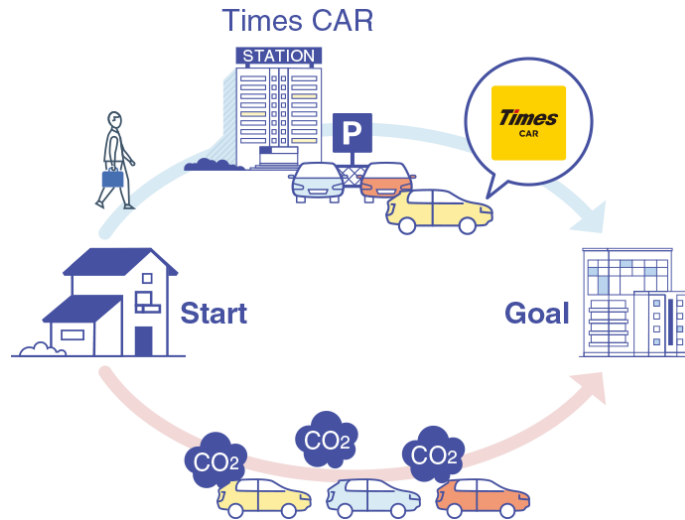 Times CAR
STATION
P
Times
CAR
Start
Goal
CO2
CO2
CO2